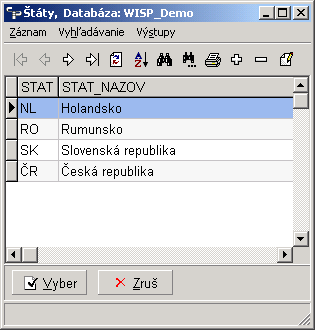 Štáty, Databáza: WISP_Demo
Záznam Vyhľadávanie Výstupy
STAT STAT_NAZOV
NL Holandsko
RO Rumunsko
SK Slovenská republika
ČR Česká republika
Vyber Zruš